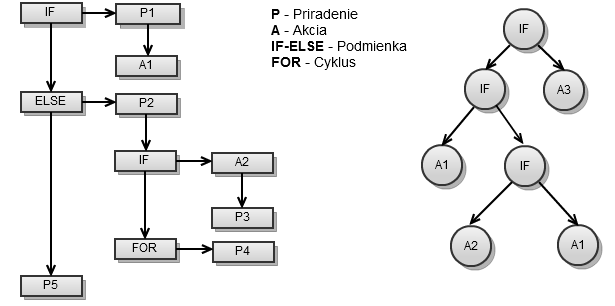 IF
P1
A1
ELSE
P2
IF
A2
P3
FOR
P4
P5
P - Priradenie
A - Akcia
IF-ELSE - Podmienka
FOR - Cyklus
IF
IF
A3
A1
IF
A2
A1